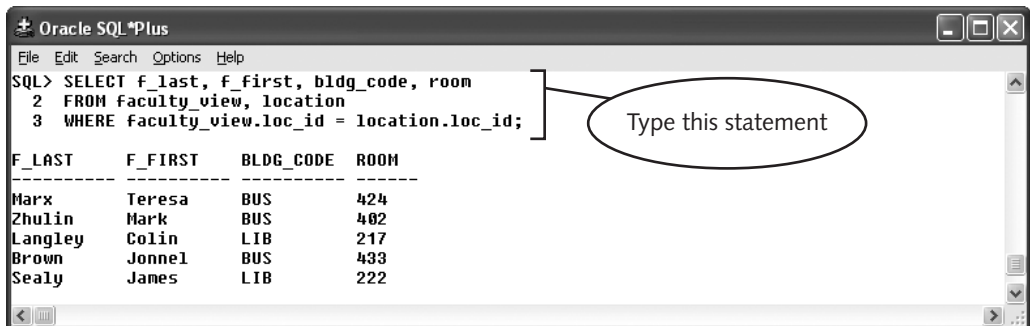 Oracle SQL*Plus
File Edit Search Options Help
SQL> SELECT f_last, f_first, bldg_code, room
2 FROM faculty_view, location
3 WHERE faculty_view.loc_id = location.loc_id;
Type this statement
F_LAST F_FIRST BLDG_CODE ROOM
---------- ---------- ---------- ------
Marx Teresa BUS 424
Zhulin Mark BUS 402
Langley Colin LIB 217
Brown Jonnel BUS 433
Sealy James LIB 222